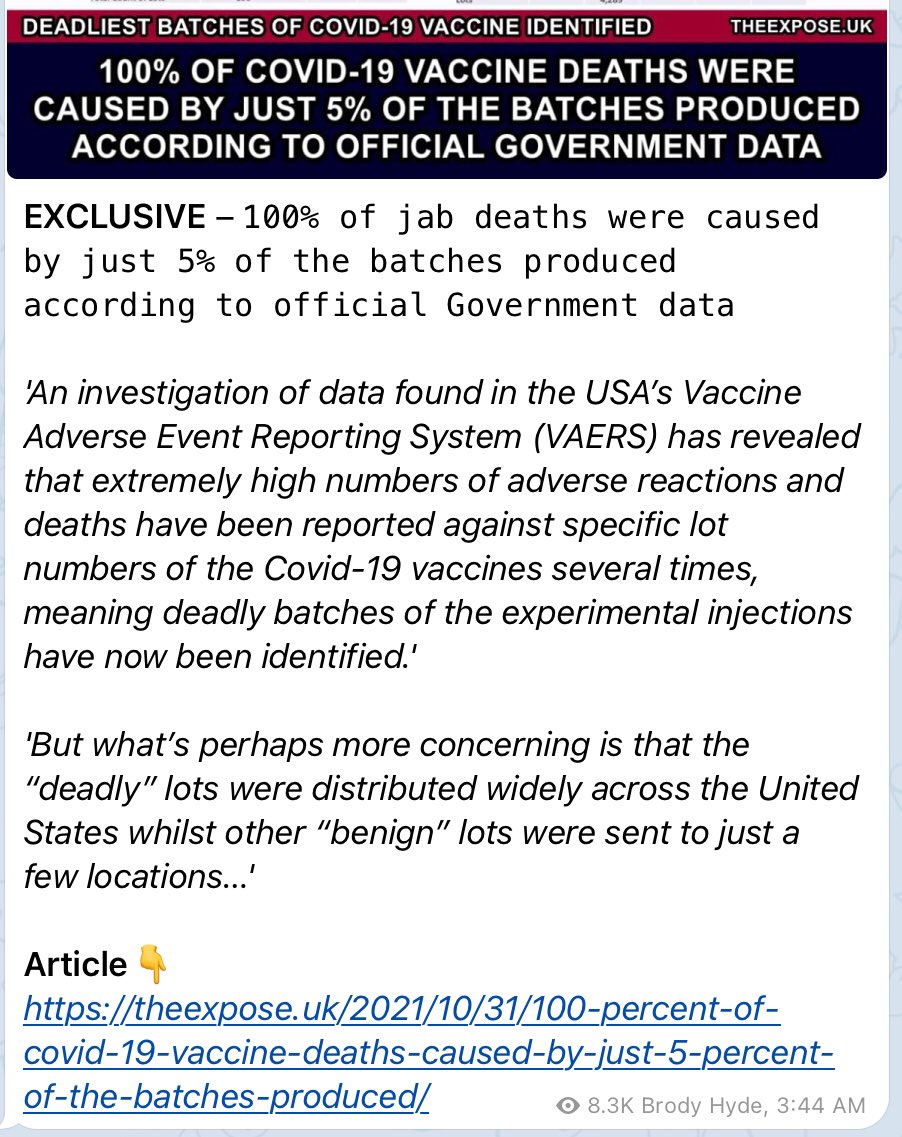 DEADLIEST BATCHES OF COVID-19 VACCINE IDENTIFIED THEEXPOSE.UK
100% OF COVID-19 VACCINE DEATHS WERE
CAUSED BY JUST 5% OF THE BATCHES PRODUCED
ACCORDING TO OFFICIAL GOVERNMENT DATA
EXCLUSIVE – 100% of jab deaths were caused
by just 5% of the batches produced
according to official Government data
'An investigation of data found in the USA's Vaccine
Adverse Event Reporting System (VAERS) has revealed
that extremely high numbers of adverse reactions and
deaths have been reported against specific lot
numbers of the Covid-19 vaccines several times,
meaning deadly batches of the experimental injections
have now been identified.'
'But what's perhaps more concerning is that the
“deadly” lots were distributed widely across the United
States whilst other “benign” lots were sent to just a
few locations...'
Article 👇
https://theexpose.uk/2021/10/31/100-percent-of-
covid-19-vaccine-deaths-caused-by-just-5-percent-
of-the-batches-produced/
8.3K Brody Hyde, 3:44 AM